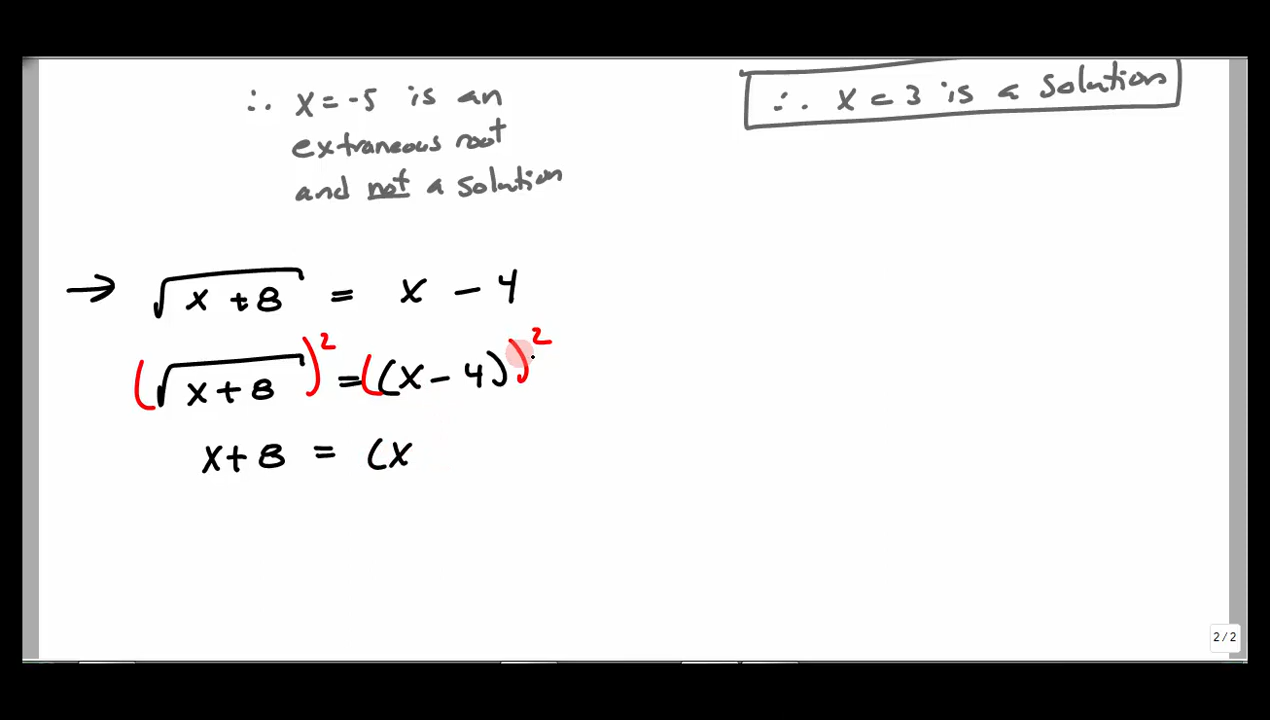 ∴ x = -5 is an
extraneous root
and not a solution
∴ x = 3 is a solution
→ √(x + 8) = x - 4
(√(x + 8))² = ((x - 4))²
x + 8 = (x
2 / 2